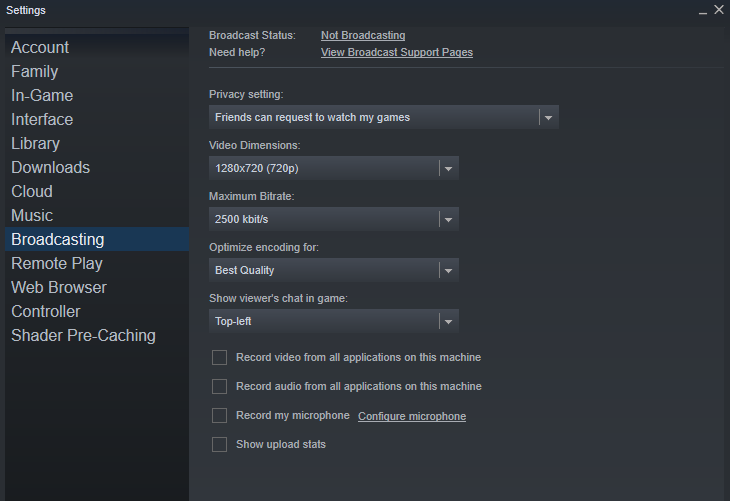 Settings
Account
Family
In-Game
Interface
Library
Downloads
Cloud
Music
Broadcasting
Remote Play
Web Browser
Controller
Shader Pre-Caching
Broadcast Status: Not Broadcasting
Need help? View Broadcast Support Pages
Privacy setting:
Friends can request to watch my games
Video Dimensions:
1280x720 (720p)
Maximum Bitrate:
2500 kbit/s
Optimize encoding for:
Best Quality
Show viewer's chat in game:
Top-left
Record video from all applications on this machine
Record audio from all applications on this machine
Record my microphone Configure microphone
Show upload stats